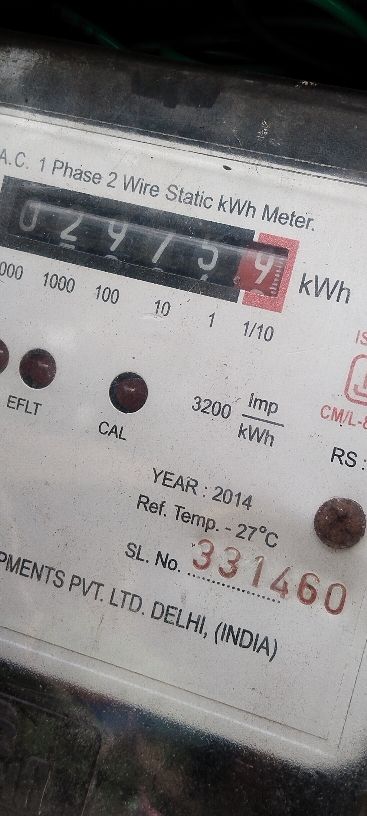 A.C. 1 Phase 2 Wire Static kWh Meter.
0 2 9 7 5 9 kWh
000 1000 100 10 1 1/10
EFLT
CAL
3200 Imp/kWh
CM/L-8
RS :
YEAR : 2014
Ref. Temp. - 27°C
SL. No. 331460
PMENTS PVT. LTD. DELHI, (INDIA)